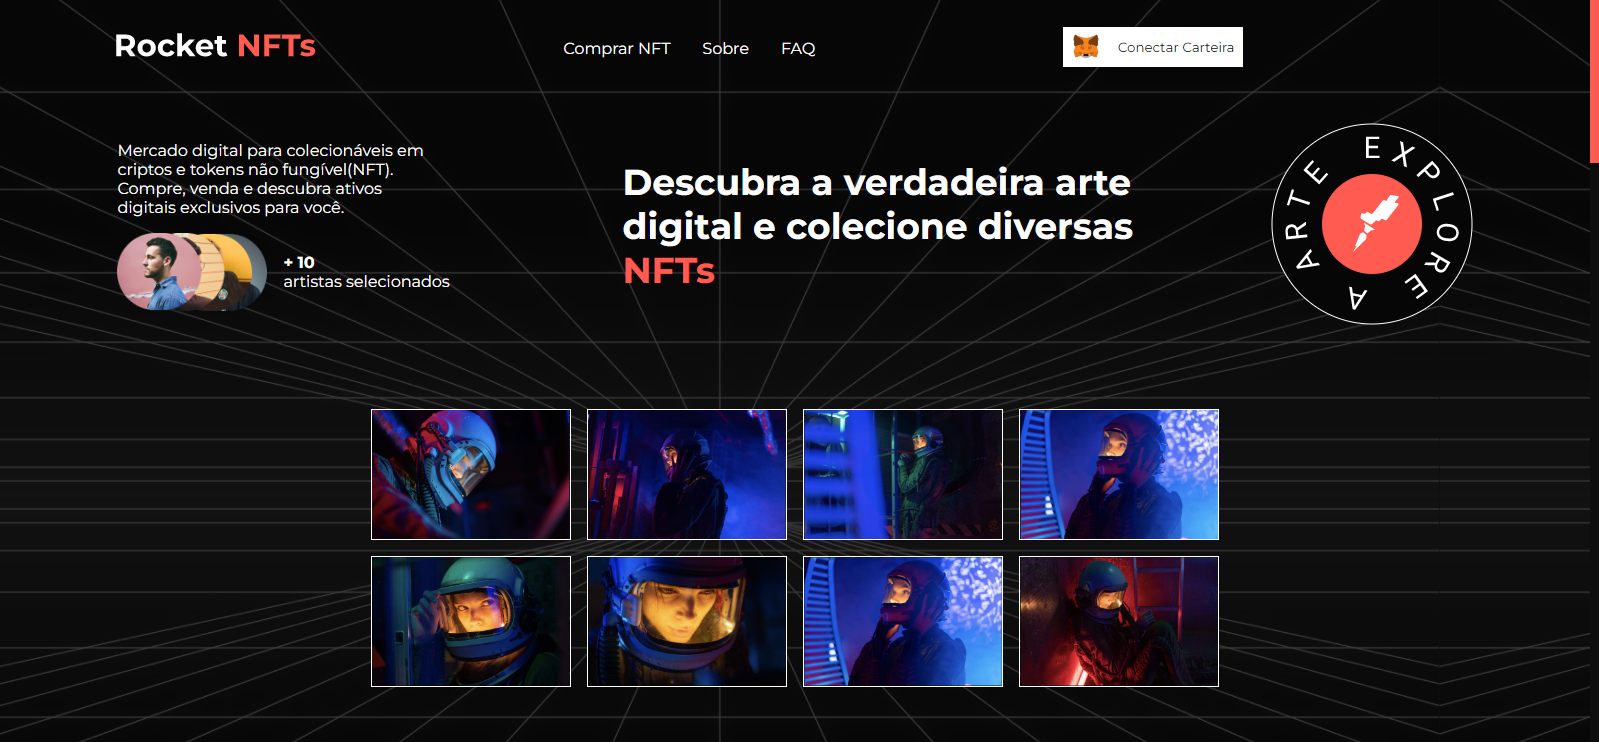 Rocket NFTs
Comprar NFT Sobre FAQ
Conectar Carteira
Mercado digital para colecionáveis em
criptos e tokens não fungível(NFT).
Compre, venda e descubra ativos
digitais exclusivos para você.
+ 10
artistas selecionados
Descubra a verdadeira arte
digital e colecione diversas
NFTs
EXPLORE A ARTE